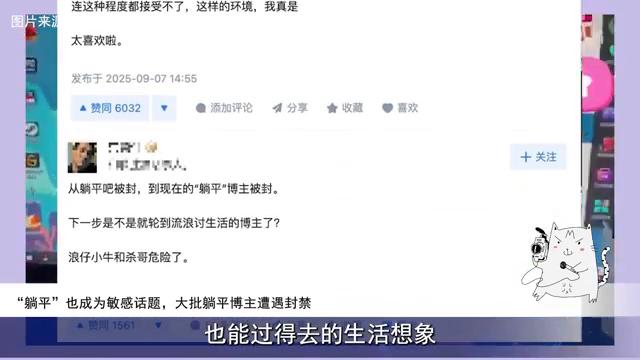 图片来源
连这种程度都接受不了，这样的环境，我真是
太喜欢啦。
发布于 2025-09-07 14:55
赞同 6032
添加评论
分享
收藏
喜欢
关注
从躺平吧被封，到现在的“躺平”博主被封。
下一步是不是就轮到流浪讨生活的博主了？
浪仔小牛和杀哥危险了。
“躺平”也成为敏感话题，大批躺平博主遭遇封禁
赞同 1561
也能过得去的生活想象